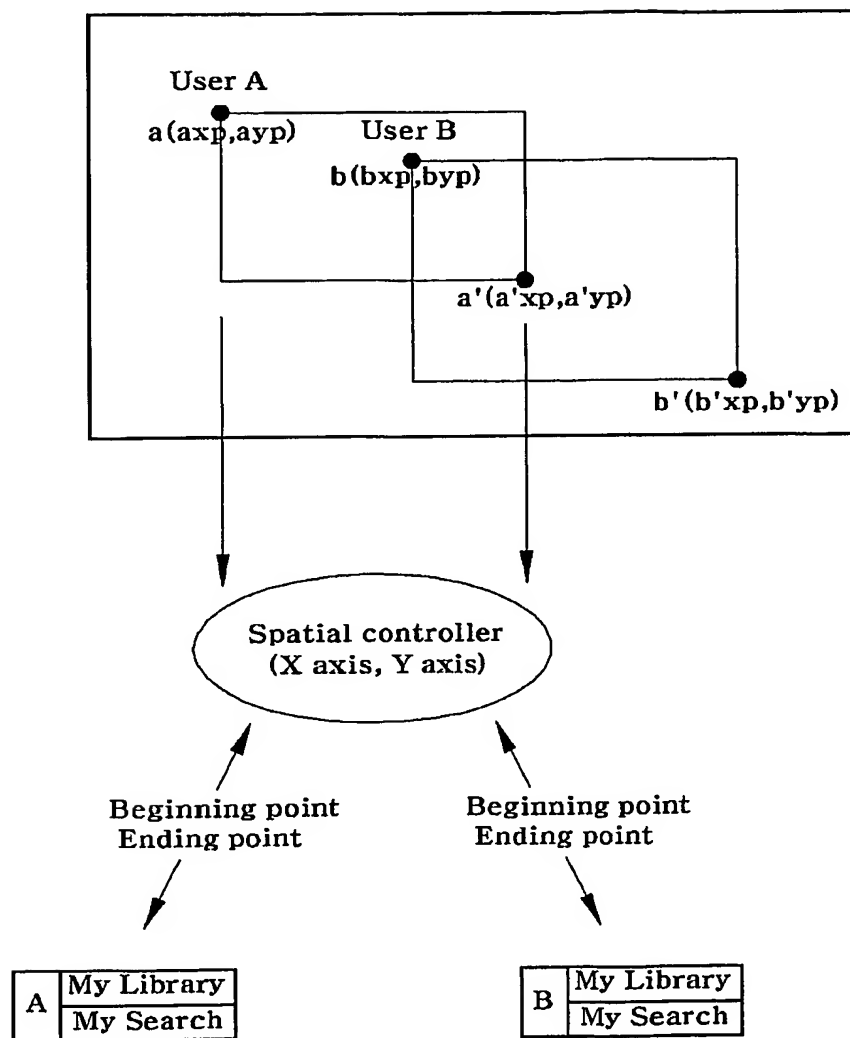 User A
a(axp,ayp)
User B
b(bxp,byp)
a'(a'xp,a'yp)
b'(b'xp,b'yp)
Spatial controller
(X axis, Y axis)
Beginning point
Ending point
Beginning point
Ending point
A
My Library
My Search
B
My Library
My Search